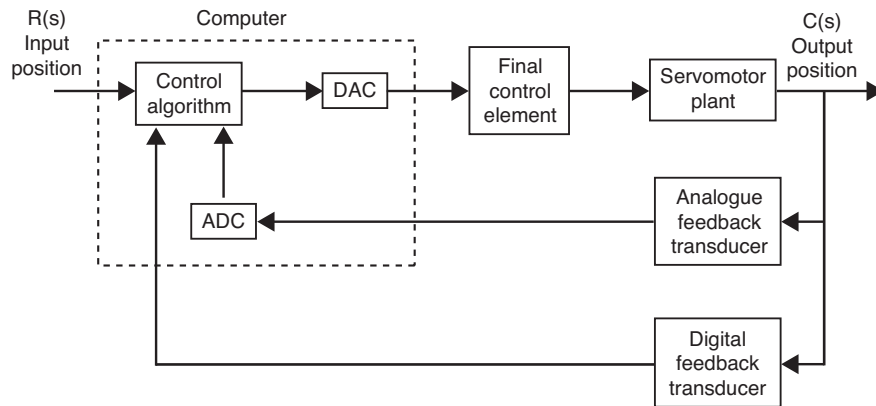 R(s)
Input
position
Computer
C(s)
Output
position
Control
algorithm
DAC
Final
control
element
Servomotor
plant
ADC
Analogue
feedback
transducer
Digital
feedback
transducer